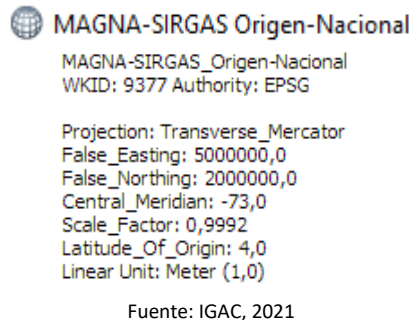 MAGNA-SIRGAS Origen-Nacional
MAGNA-SIRGAS_Origen-Nacional
WKID: 9377 Authority: EPSG
Projection: Transverse_Mercator
False_Easting: 5000000,0
False_Northing: 2000000,0
Central_Meridian: -73,0
Scale_Factor: 0,9992
Latitude_Of_Origin: 4,0
Linear Unit: Meter (1,0)
Fuente: IGAC, 2021